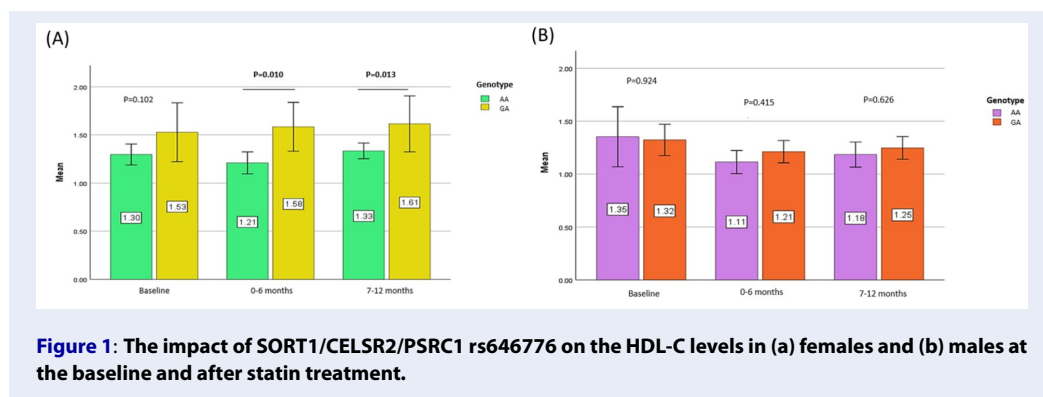 (A)
P=0.102
P=0.010
P=0.013
Genotype
AA
GA
Mean
2.00
1.50
1.00
0.50
0.00
1.30
1.53
1.21
1.58
1.33
1.61
Baseline
0-6 months
7-12 months
(B)
P=0.924
P=0.415
P=0.626
Genotype
AA
GA
Mean
2.00
1.50
1.00
0.50
0.00
1.35
1.32
1.11
1.21
1.18
1.25
Baseline
0-6 months
7-12 months
Figure 1: The impact of SORT1/CELSR2/PSRC1 rs646776 on the HDL-C levels in (a) females and (b) males at
the baseline and after statin treatment.